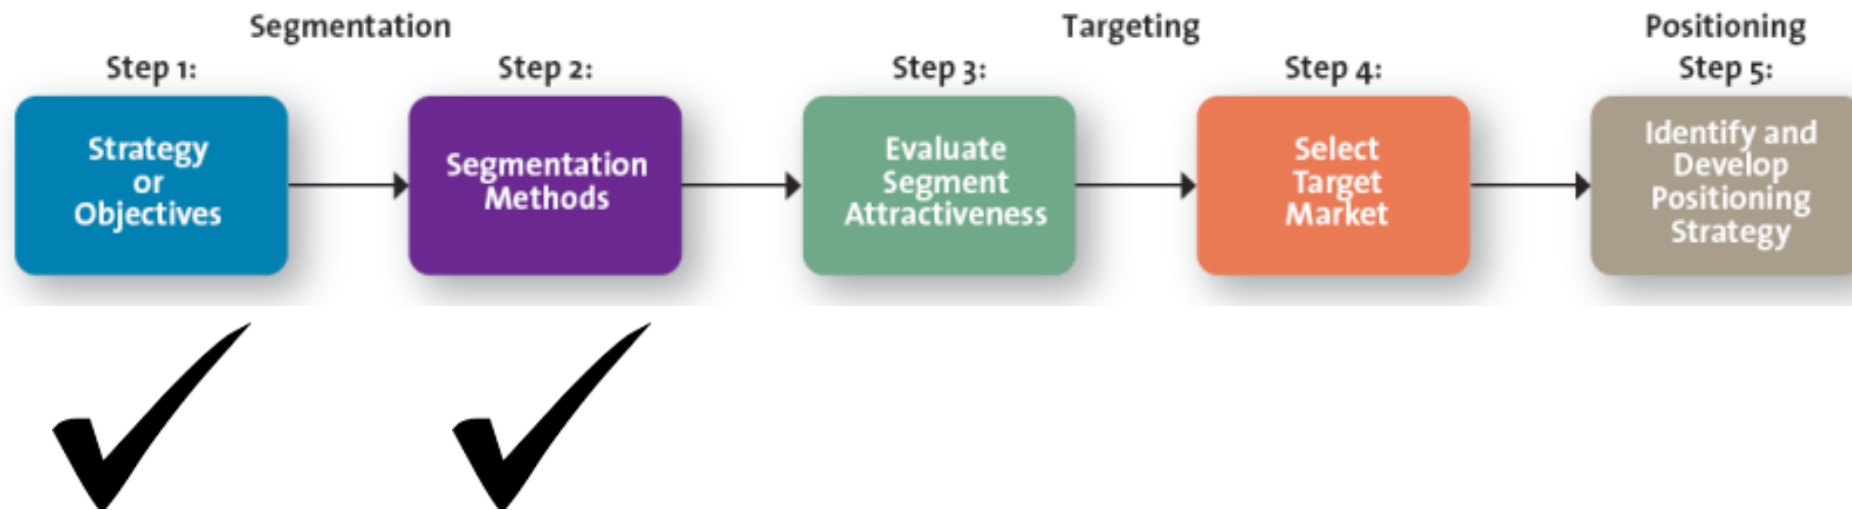 Segmentation
Targeting
Positioning
Step 1:
Step 2:
Step 3:
Step 4:
Step 5:
Strategy
or
Objectives
Segmentation
Methods
Evaluate
Segment
Attractiveness
Select
Target
Market
Identify and
Develop
Positioning
Strategy